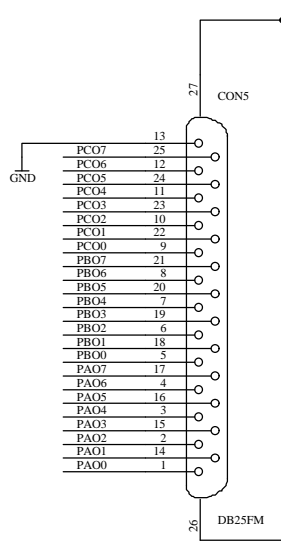 27
CON5
13
PCO7 25
PCO6 12
GND
PCO5 24
PCO4 11
PCO3 23
PCO2 10
PCO1 22
PCO0 9
PBO7 21
PBO6 8
PBO5 20
PBO4 7
PBO3 19
PBO2 6
PBO1 18
PBO0 5
PAO7 17
PAO6 4
PAO5 16
PAO4 3
PAO3 15
PAO2 2
PAO1 14
PAO0 1
26
DB25FM